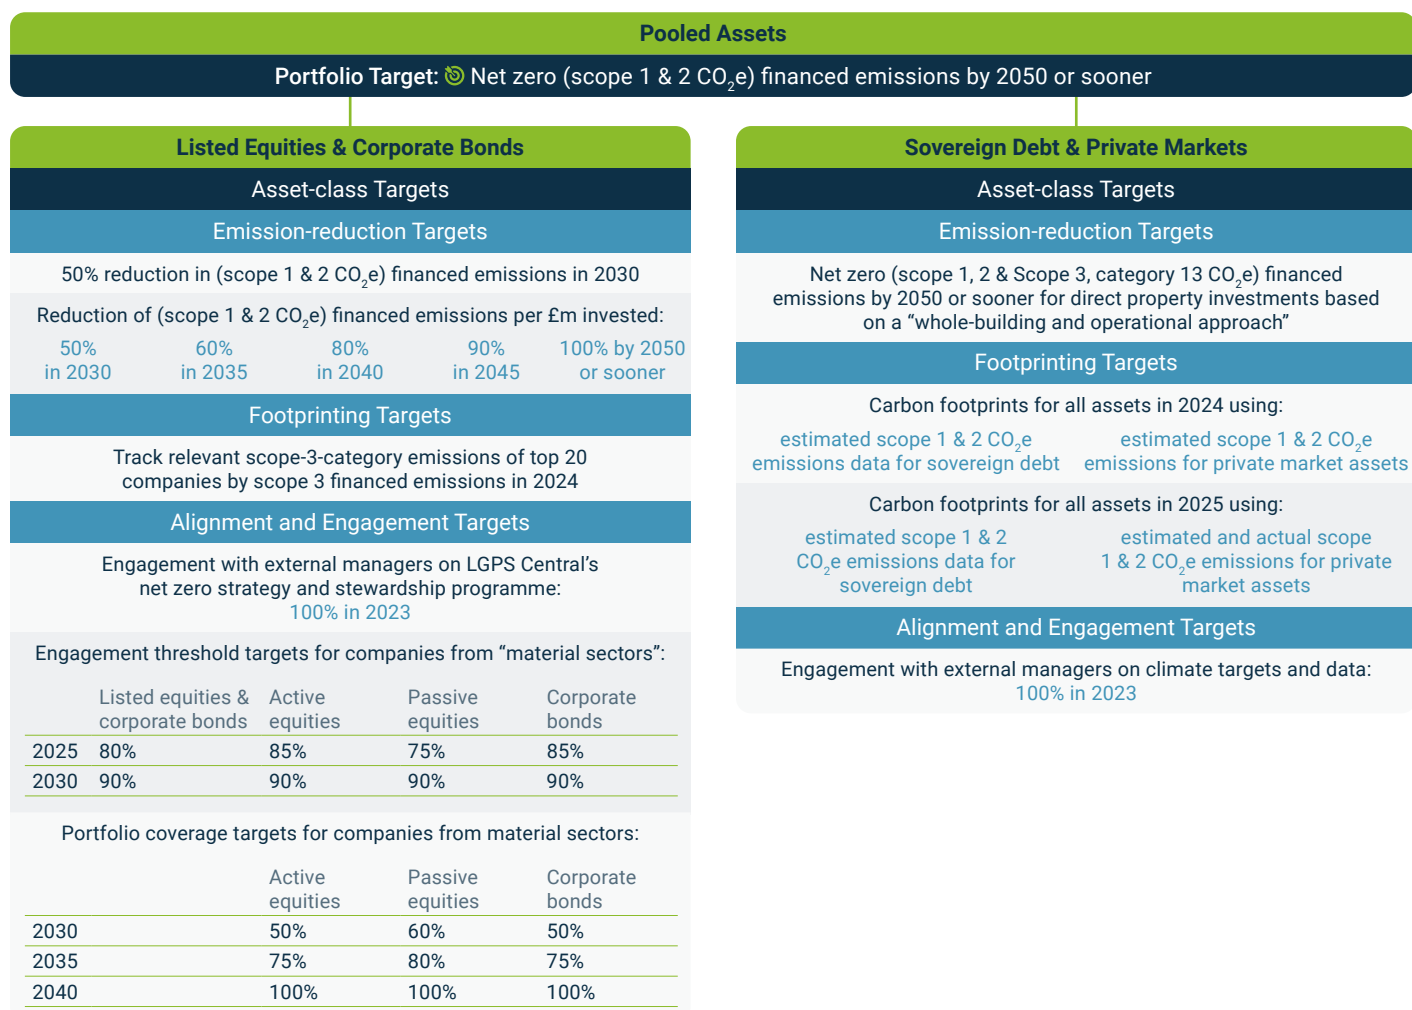 Pooled Assets
Portfolio Target: Net zero (scope 1 & 2 CO₂e) financed emissions by 2050 or sooner
Listed Equities & Corporate Bonds
Asset-class Targets
Emission-reduction Targets
50% reduction in (scope 1 & 2 CO₂e) financed emissions in 2030
Reduction of (scope 1 & 2 CO₂e) financed emissions per £m invested:
50% 60% 80% 90% 100% by 2050
in 2030 in 2035 in 2040 in 2045 or sooner
Footprinting Targets
Track relevant scope-3-category emissions of top 20
companies by scope 3 financed emissions in 2024
Alignment and Engagement Targets
Engagement with external managers on LGPS Central's
net zero strategy and stewardship programme:
100% in 2023
Engagement threshold targets for companies from “material sectors”:
Listed equities & Active Passive Corporate
corporate bonds equities equities bonds
2025 80% 85% 75% 85%
2030 90% 90% 90% 90%
Portfolio coverage targets for companies from material sectors:
Active Passive Corporate
equities equities bonds
2030 50% 60% 50%
2035 75% 80% 75%
2040 100% 100% 100%
Sovereign Debt & Private Markets
Asset-class Targets
Emission-reduction Targets
Net zero (scope 1, 2 & Scope 3, category 13 CO₂e) financed
emissions by 2050 or sooner for direct property investments based
on a “whole-building and operational approach”
Footprinting Targets
Carbon footprints for all assets in 2024 using:
estimated scope 1 & 2 CO₂e estimated scope 1 & 2 CO₂e
emissions data for sovereign debt emissions for private market assets
Carbon footprints for all assets in 2025 using:
estimated scope 1 & 2 estimated and actual scope
CO₂e emissions data for 1 & 2 CO₂e emissions for private
sovereign debt market assets
Alignment and Engagement Targets
Engagement with external managers on climate targets and data:
100% in 2023